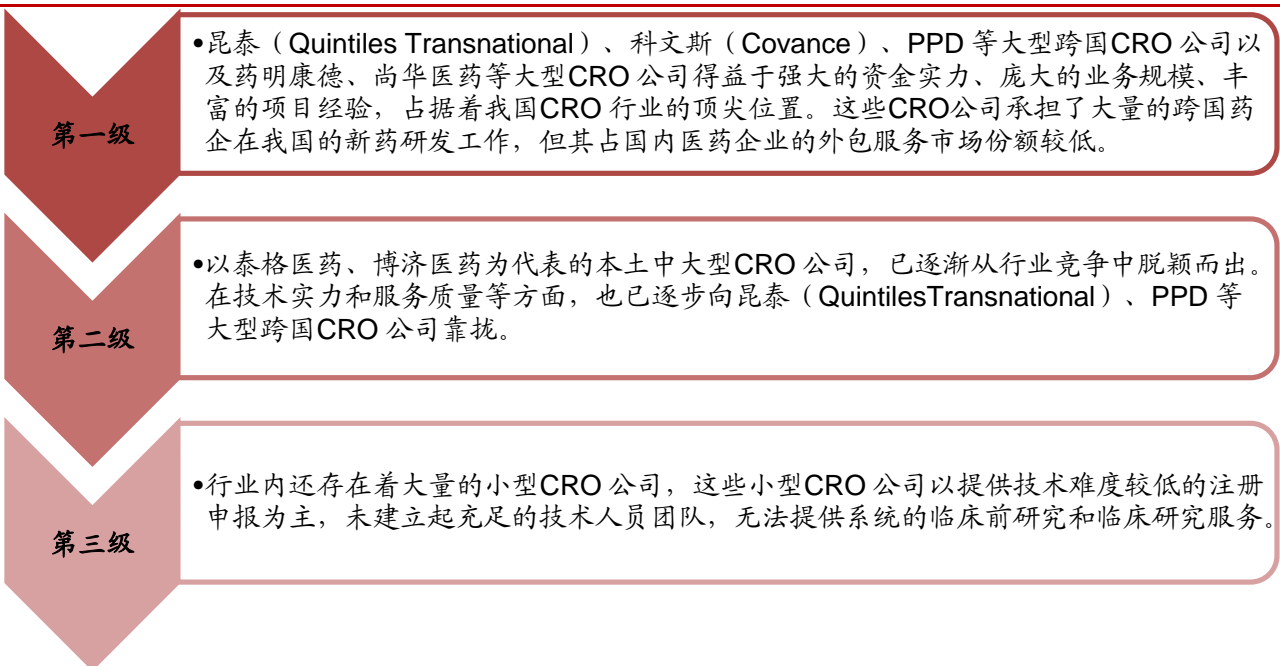 •昆泰（Quintiles Transnational）、科文斯（Covance）、PPD 等大型跨国CRO 公司以
及药明康德、尚华医药等大型CRO 公司得益于强大的资金实力、庞大的业务规模、丰
富的项目经验，占据着我国CRO 行业的顶尖位置。这些CRO公司承担了大量的跨国药
企在我国的新药研发工作，但其占国内医药企业的外包服务市场份额较低。
第一级
•以泰格医药、博济医药为代表的本土中大型CRO 公司，已逐渐从行业竞争中脱颖而出。
在技术实力和服务质量等方面，也已逐步向昆泰（QuintilesTransnational）、PPD 等
大型跨国CRO 公司靠拢。
第二级
•行业内还存在着大量的小型CRO 公司，这些小型CRO 公司以提供技术难度较低的注册
申报为主，未建立起充足的技术人员团队，无法提供系统的临床前研究和临床研究服务。
第三级